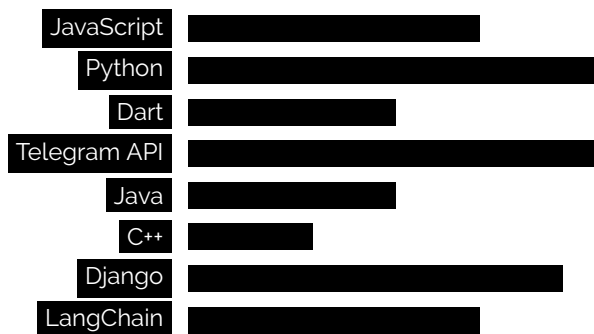 JavaScript
Python
Dart
Telegram API
Java
C++
Django
LangChain